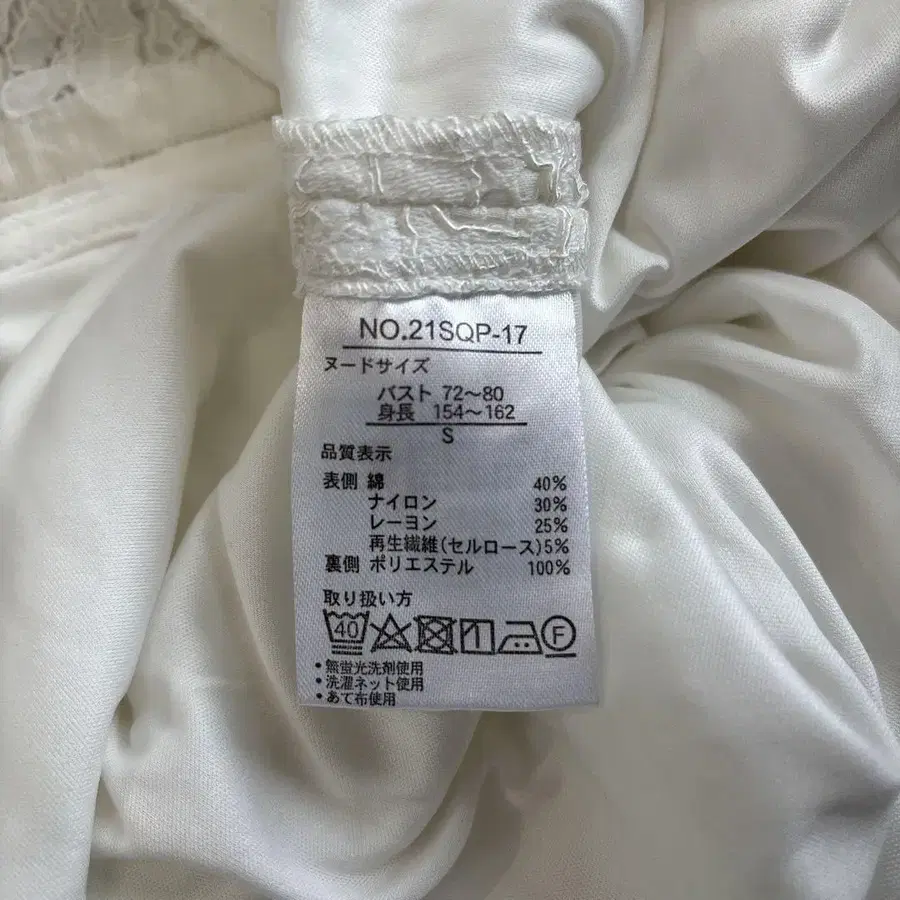 NO.21SQP-17
ヌードサイズ
バスト 72～80
身長 154～162
S
品質表示
表側 綿 40%
ナイロン 30%
レーヨン 25%
再生繊維(セルロース)5%
裏側 ポリエステル 100%
取り扱い方
40
F
・無蛍光洗剤使用
・洗濯ネット使用
・あて布使用